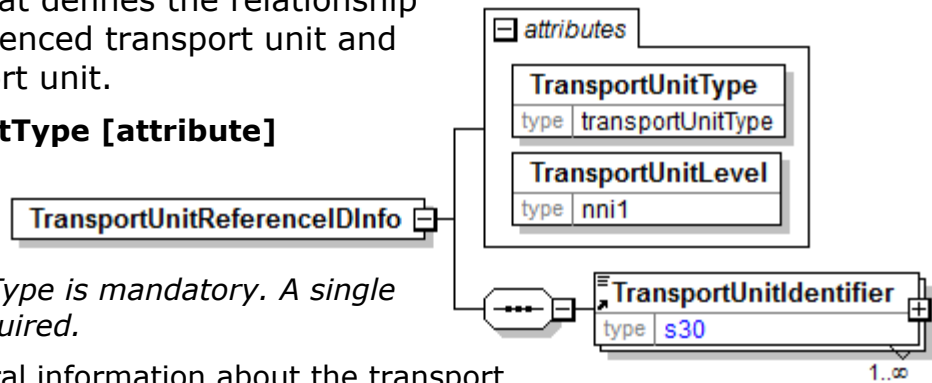 at defines the relationship
enced transport unit and
rt unit.
tType [attribute]
TransportUnitReferenceIDInfo
Type is mandatory. A single
uired.
ral information about the transport
attributes
TransportUnitType
type transportUnitType
TransportUnitLevel
type nni1
TransportUnitIdentifier
type s30
1..∞